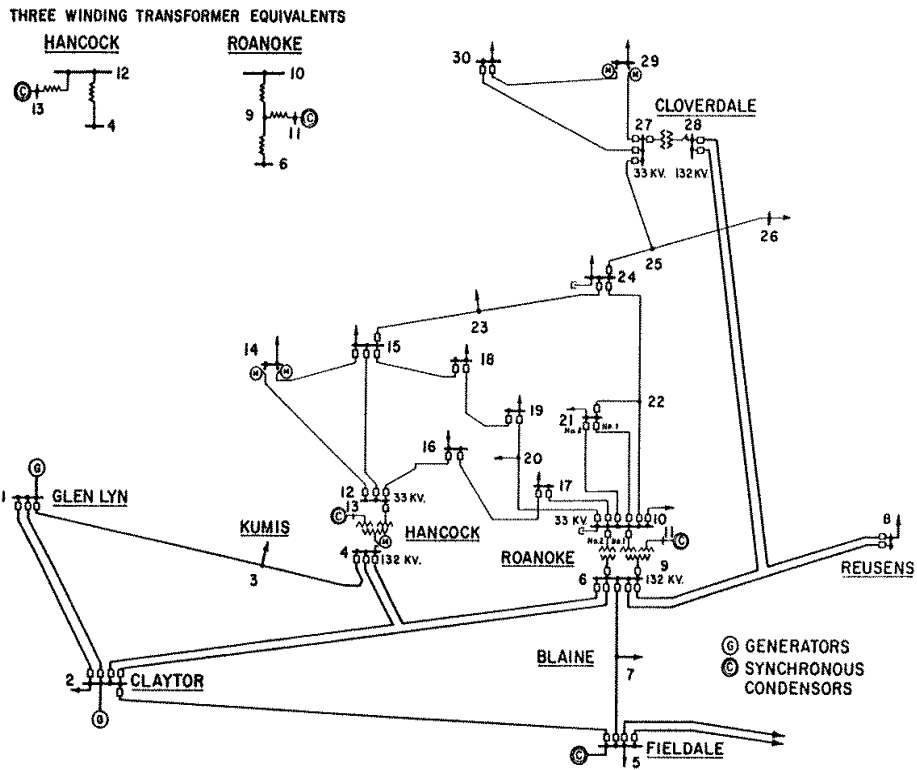 THREE WINDING TRANSFORMER EQUIVALENTS
HANCOCK
ROANOKE
12
C
13
4
10
9
C
11
6
30
29
M
M
CLOVERDALE
27
28
33 KV.
132 KV.
26
25
24
23
14
M
M
15
18
19
21
No.2
No.1
22
16
20
17
12
33 KV.
13
C
HANCOCK
M
4
132 KV.
33 KV.
10
No.2
No.1
11
C
ROANOKE
9
6
132 KV.
8
REUSENS
G
1
GLEN LYN
KUMIS
3
2
CLAYTOR
G
BLAINE
7
G GENERATORS
C SYNCHRONOUS
CONDENSORS
C
5
FIELDALE